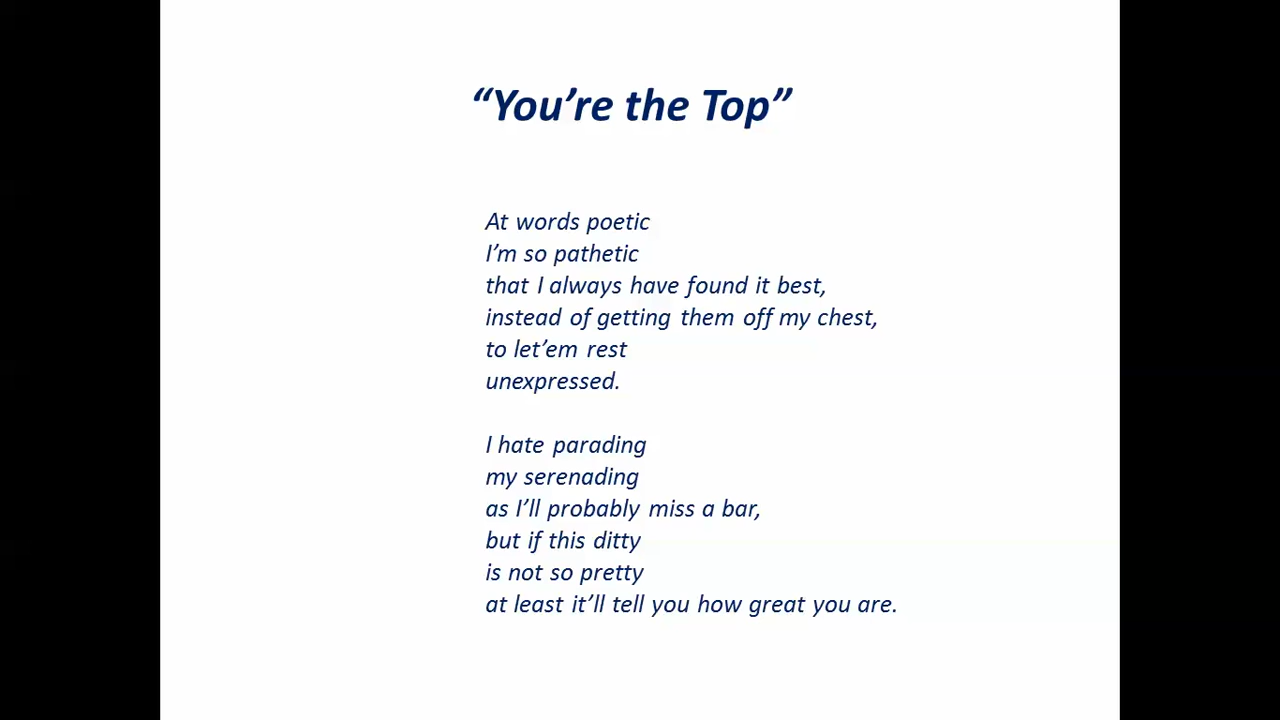 “You’re the Top”
At words poetic
I’m so pathetic
that I always have found it best,
instead of getting them off my chest,
to let’em rest
unexpressed.
I hate parading
my serenading
as I’ll probably miss a bar,
but if this ditty
is not so pretty
at least it’ll tell you how great you are.